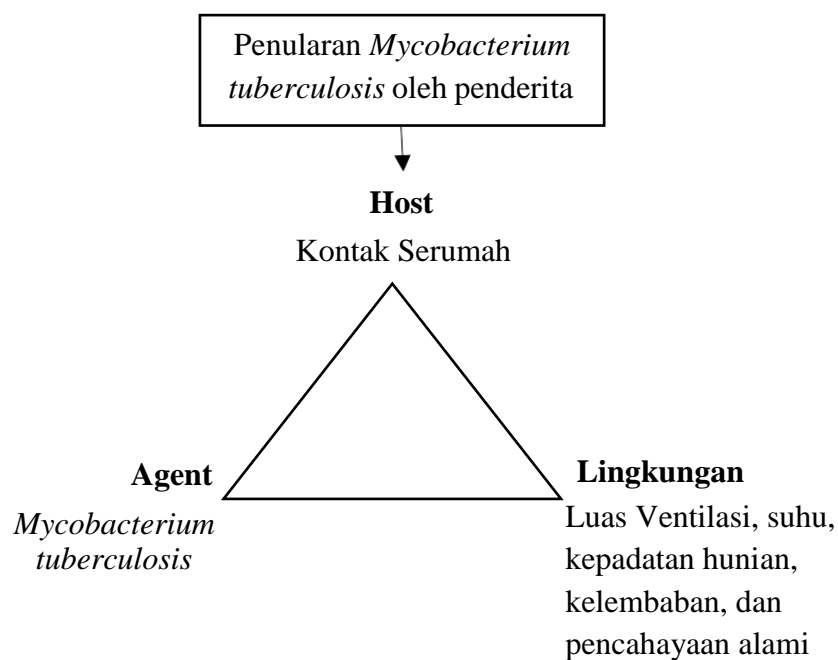 Penularan Mycobacterium
tuberculosis oleh penderita
Host
Kontak Serumah
Agent
Mycobacterium
tuberculosis
Lingkungan
Luas Ventilasi, suhu,
kepadatan hunian,
kelembaban, dan
pencahayaan alami